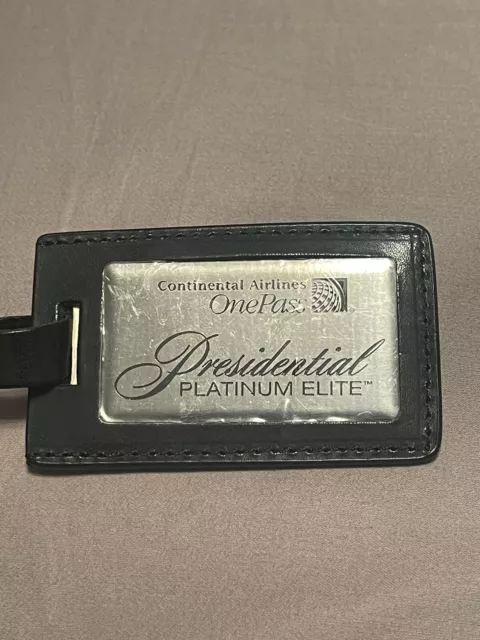 Continental Airlines
OnePass
Presidential
PLATINUM ELITE™